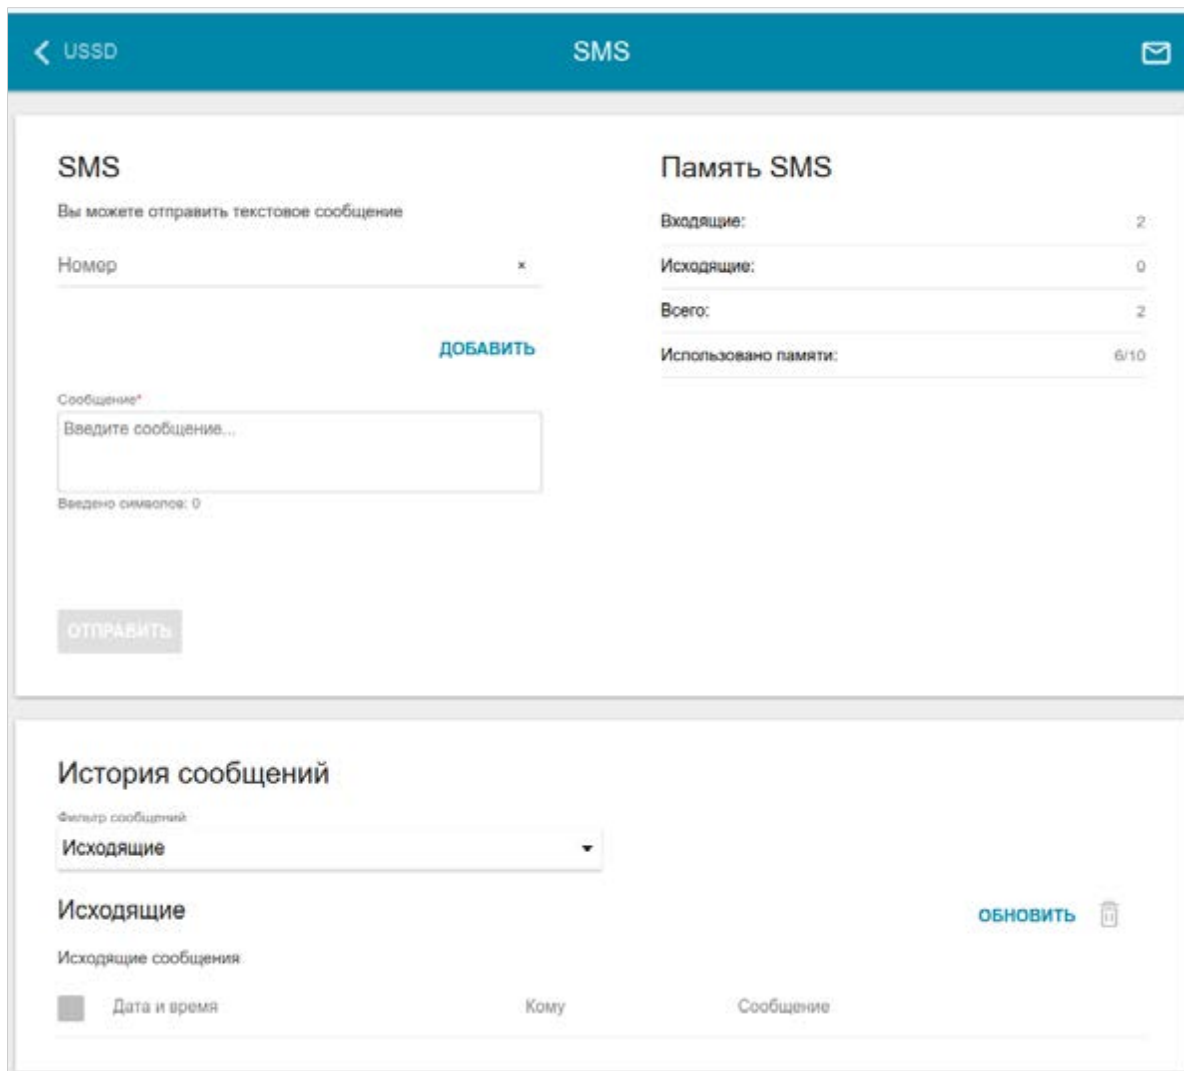 USSD
SMS
SMS
Вы можете отправить текстовое сообщение
Номер
ДОБАВИТЬ
Сообщение*
Введите сообщение...
Введено символов: 0
ОТПРАВИТЬ
Память SMS
Входящие: 2
Исходящие: 0
Всего: 2
Использовано памяти: 6/10
История сообщений
Фильтр сообщений
Исходящие
Исходящие
ОБНОВИТЬ
Исходящие сообщения
Дата и время Кому Сообщение